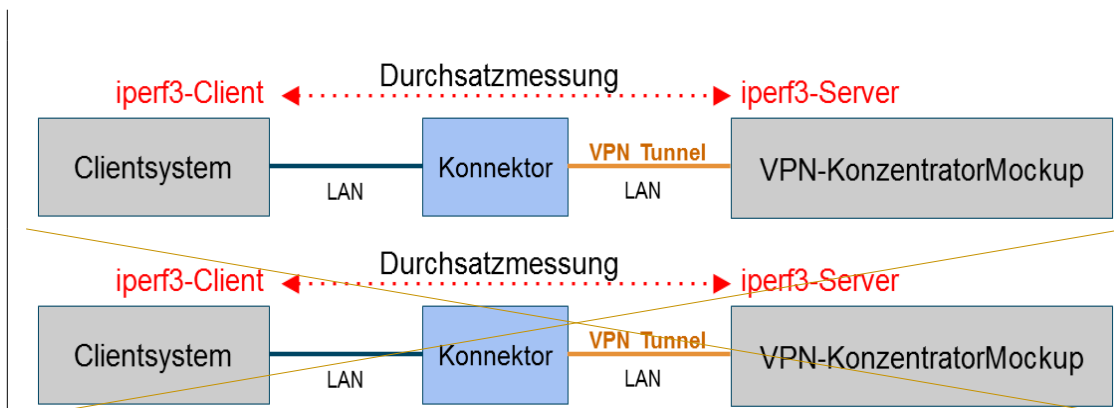 Durchsatzmessung
iperf3-Client iperf3-Server
Clientsystem Konnektor VPN Tunnel VPN-KonzentratorMockup
LAN LAN
Durchsatzmessung
iperf3-Client iperf3-Server
Clientsystem Konnektor VPN Tunnel VPN-KonzentratorMockup
LAN LAN